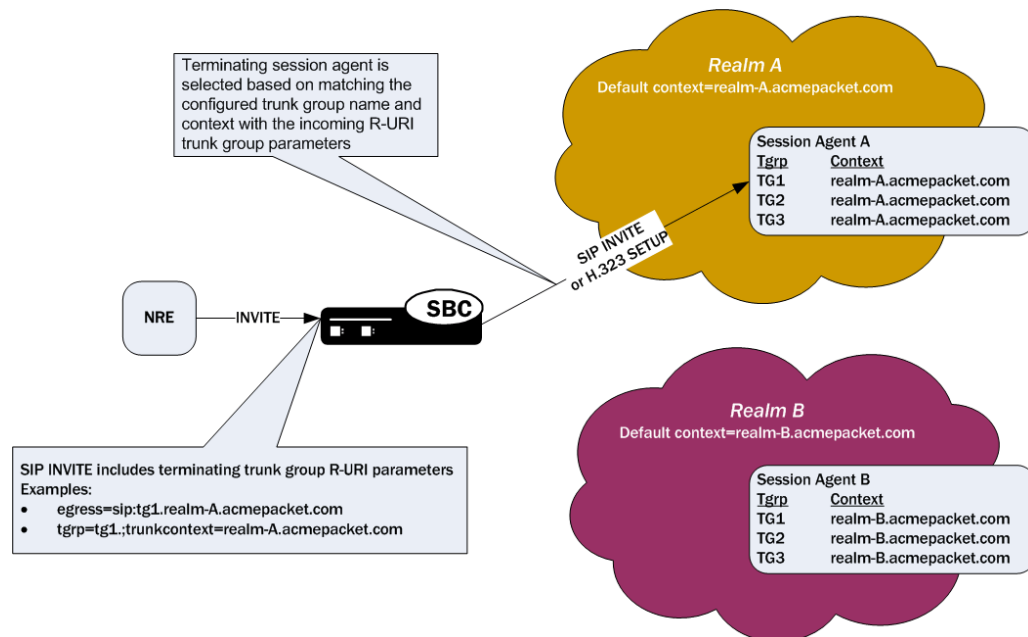 Terminating session agent is
selected based on matching the
configured trunk group name and
context with the incoming R-URI
trunk group parameters
Realm A
Default context=realm-A.acmepacket.com
Session Agent A
Tgrp Context
TG1 realm-A.acmepacket.com
TG2 realm-A.acmepacket.com
TG3 realm-A.acmepacket.com
SIP INVITE
or H.323 SETUP
NRE
INVITE
SBC
Realm B
Default context=realm-B.acmepacket.com
Session Agent B
Tgrp Context
TG1 realm-B.acmepacket.com
TG2 realm-B.acmepacket.com
TG3 realm-B.acmepacket.com
SIP INVITE includes terminating trunk group R-URI parameters
Examples:
• egress=sip:tg1.realm-A.acmepacket.com
• tgrp=tg1.;trunkcontext=realm-A.acmepacket.com